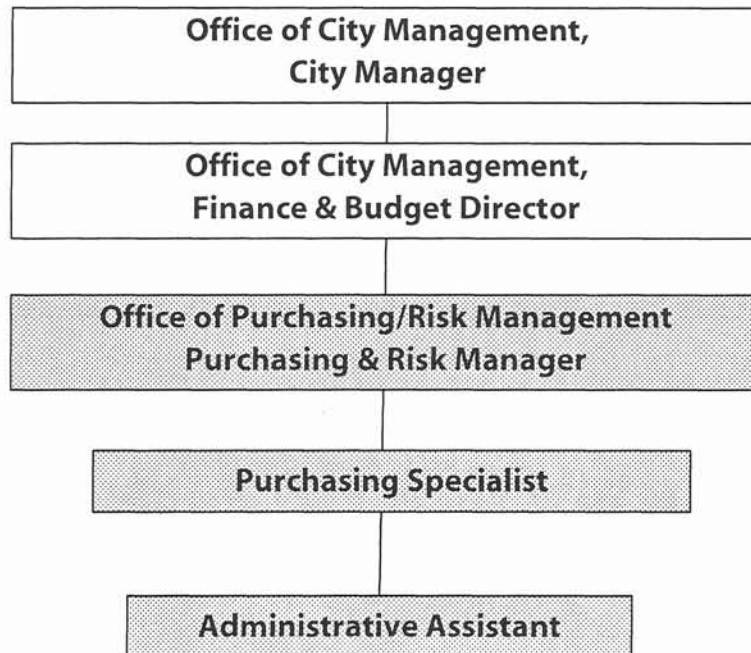 Office of City Management,
City Manager
Office of City Management,
Finance & Budget Director
Office of Purchasing/Risk Management
Purchasing & Risk Manager
Purchasing Specialist
Administrative Assistant